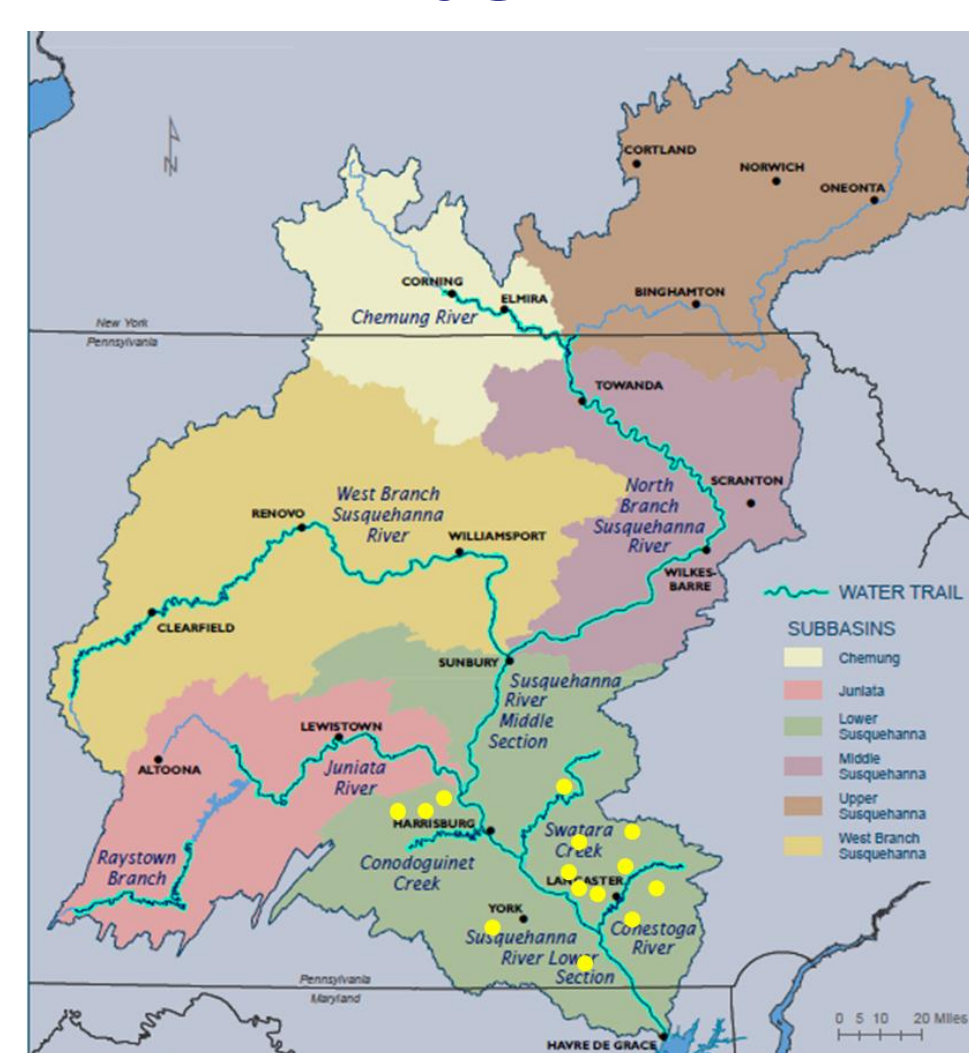 N
CORTLAND
NORWICH
ONEONTA
CORNING
ELMIRA
BINGHAMTON
Chemung River
New York
Pennsylvania
TOWANDA
SCRANTON
North
Branch
Susquehanna
River
West Branch
Susquehanna
River
RENOVO
WILLIAMSPORT
WILKES-
BARRE
CLEARFIELD
SUNBURY
Susquehanna
River
Middle
Section
LEWISTOWN
ALTOONA
Juniata
River
HARRISBURG
Swatara
Creek
Raystown
Branch
Conodoguinet
Creek
LANCASTER
YORK
Conestoga
River
Susquehanna
River Lower
Section
Pennsylvania
Maryland
HAVRE DE GRACE
WATER TRAIL
SUBBASINS
Chemung
Juniata
Lower
Susquehanna
Middle
Susquehanna
Upper
Susquehanna
West Branch
Susquehanna
0 5 10 20 Miles